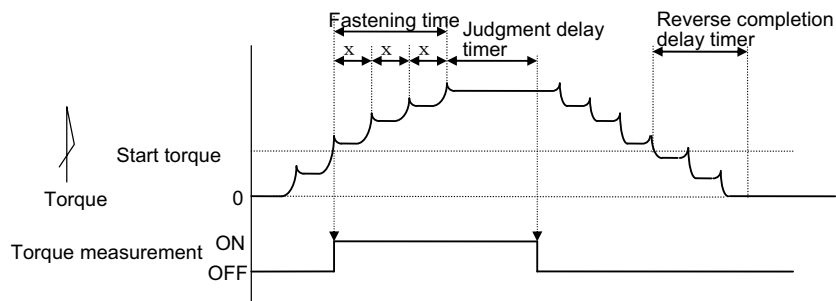 Fastening time
Judgment delay
timer
Reverse completion
delay timer
x x x
Start torque
0
Torque
Torque measurement
ON
OFF